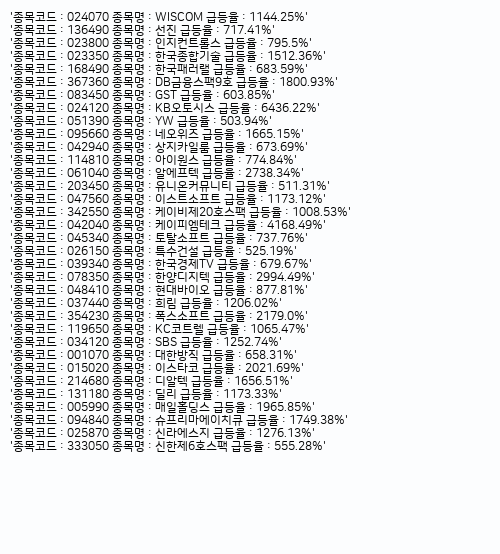 '종목코드 : 024070 종목명 : WISCOM 급등율 : 1144.25%'
'종목코드 : 136490 종목명 : 선진 급등율 : 717.41%'
'종목코드 : 023800 종목명 : 인지컨트롤스 급등율 : 795.5%'
'종목코드 : 023350 종목명 : 한국종합기술 급등율 : 1512.36%'
'종목코드 : 168490 종목명 : 한국패러랠 급등율 : 683.59%'
'종목코드 : 367360 종목명 : DB금융스팩9호 급등율 : 1800.93%'
'종목코드 : 083450 종목명 : GST 급등율 : 603.85%'
'종목코드 : 024120 종목명 : KB오토시스 급등율 : 6436.22%'
'종목코드 : 051390 종목명 : YW 급등율 : 503.94%'
'종목코드 : 095660 종목명 : 네오위즈 급등율 : 1665.15%'
'종목코드 : 042940 종목명 : 상지카일룸 급등율 : 673.69%'
'종목코드 : 114810 종목명 : 아이원스 급등율 : 774.84%'
'종목코드 : 061040 종목명 : 알에프텍 급등율 : 2738.34%'
'종목코드 : 203450 종목명 : 유니온커뮤니티 급등율 : 511.31%'
'종목코드 : 047560 종목명 : 이스트소프트 급등율 : 1173.12%'
'종목코드 : 342550 종목명 : 케이비제20호스팩 급등율 : 1008.53%'
'종목코드 : 042040 종목명 : 케이피엠테크 급등율 : 4168.49%'
'종목코드 : 045340 종목명 : 토탈소프트 급등율 : 737.76%'
'종목코드 : 026150 종목명 : 특수건설 급등율 : 525.19%'
'종목코드 : 039340 종목명 : 한국경제TV 급등율 : 679.67%'
'종목코드 : 078350 종목명 : 한양디지텍 급등율 : 2994.49%'
'종목코드 : 048410 종목명 : 현대바이오 급등율 : 877.81%'
'종목코드 : 037440 종목명 : 희림 급등율 : 1206.02%'
'종목코드 : 354230 종목명 : 폭스소프트 급등율 : 2179.0%'
'종목코드 : 119650 종목명 : KC코트렐 급등율 : 1065.47%'
'종목코드 : 034120 종목명 : SBS 급등율 : 1252.74%'
'종목코드 : 001070 종목명 : 대한방직 급등율 : 658.31%'
'종목코드 : 015020 종목명 : 이스타코 급등율 : 2021.69%'
'종목코드 : 214680 종목명 : 디알텍 급등율 : 1656.51%'
'종목코드 : 131180 종목명 : 딜리 급등율 : 1173.33%'
'종목코드 : 005990 종목명 : 매일홀딩스 급등율 : 1965.85%'
'종목코드 : 094840 종목명 : 슈프리마에이치큐 급등율 : 1749.38%'
'종목코드 : 025870 종목명 : 신라에스지 급등율 : 1276.13%'
'종목코드 : 333050 종목명 : 신한제6호스팩 급등율 : 555.28%'